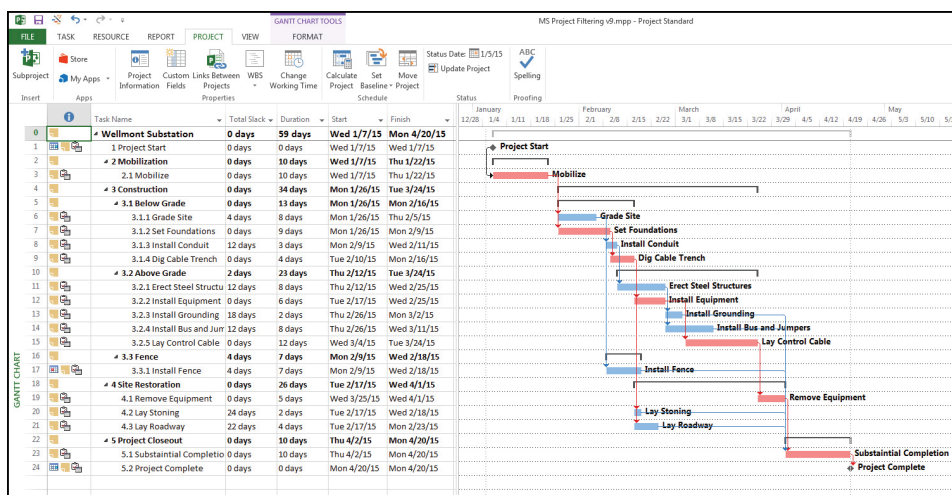 GANTT CHART TOOLS
MS Project Filtering v9.mpp - Project Standard
FILE TASK RESOURCE REPORT PROJECT VIEW FORMAT
Subproject
Store
My Apps
Project Information
Custom Fields
Links Between Projects
WBS
Change Working Time
Calculate Project
Set Baseline
Move Project
Status Date: 1/5/15
Update Project
ABC
Spelling
Insert Apps Properties Schedule Status Proofing
Task Name Total Slack Duration Start Finish
January February March April May
12/28 1/4 1/11 1/18 1/25 2/1 2/8 2/15 2/22 3/1 3/8 3/15 3/22 3/29 4/5 4/12 4/19 4/26 5/3 5/10
0 Wellmont Substation 0 days 59 days Wed 1/7/15 Mon 4/20/15
1 1 Project Start 0 days 0 days Wed 1/7/15 Wed 1/7/15 Project Start
2 2 Mobilization 0 days 10 days Wed 1/7/15 Thu 1/22/15
3 2.1 Mobilize 0 days 10 days Wed 1/7/15 Thu 1/22/15 Mobilize
4 3 Construction 0 days 34 days Mon 1/26/15 Tue 3/24/15
5 3.1 Below Grade 0 days 13 days Mon 1/26/15 Mon 2/16/15
6 3.1.1 Grade Site 4 days 8 days Mon 1/26/15 Thu 2/5/15 Grade Site
7 3.1.2 Set Foundations 0 days 9 days Mon 1/26/15 Mon 2/9/15 Set Foundations
8 3.1.3 Install Conduit 12 days 3 days Mon 2/9/15 Wed 2/11/15 Install Conduit
9 3.1.4 Dig Cable Trench 0 days 4 days Tue 2/10/15 Mon 2/16/15 Dig Cable Trench
10 3.2 Above Grade 2 days 23 days Thu 2/12/15 Tue 3/24/15
11 3.2.1 Erect Steel Structu 12 days 8 days Thu 2/12/15 Wed 2/25/15 Erect Steel Structures
12 3.2.2 Install Equipment 0 days 6 days Tue 2/17/15 Wed 2/25/15 Install Equipment
13 3.2.3 Install Grounding 18 days 2 days Thu 2/26/15 Mon 3/2/15 Install Grounding
14 3.2.4 Install Bus and Jum 12 days 8 days Thu 2/26/15 Wed 3/11/15 Install Bus and Jumpers
15 3.2.5 Lay Control Cable 0 days 12 days Wed 3/4/15 Tue 3/24/15 Lay Control Cable
16 3.3 Fence 4 days 7 days Mon 2/9/15 Wed 2/18/15
17 3.3.1 Install Fence 4 days 7 days Mon 2/9/15 Wed 2/18/15 Install Fence
18 4 Site Restoration 0 days 26 days Tue 2/17/15 Wed 4/1/15
19 4.1 Remove Equipment 0 days 5 days Wed 3/25/15 Wed 4/1/15 Remove Equipment
20 4.2 Lay Stoning 24 days 2 days Tue 2/17/15 Wed 2/18/15 Lay Stoning
21 4.3 Lay Roadway 22 days 4 days Tue 2/17/15 Mon 2/23/15 Lay Roadway
22 5 Project Closeout 0 days 10 days Thu 4/2/15 Mon 4/20/15
23 5.1 Substaintial Completio 0 days 10 days Thu 4/2/15 Mon 4/20/15 Substaintial Completion
24 5.2 Project Complete 0 days 0 days Mon 4/20/15 Mon 4/20/15 Project Complete
GANTT CHART